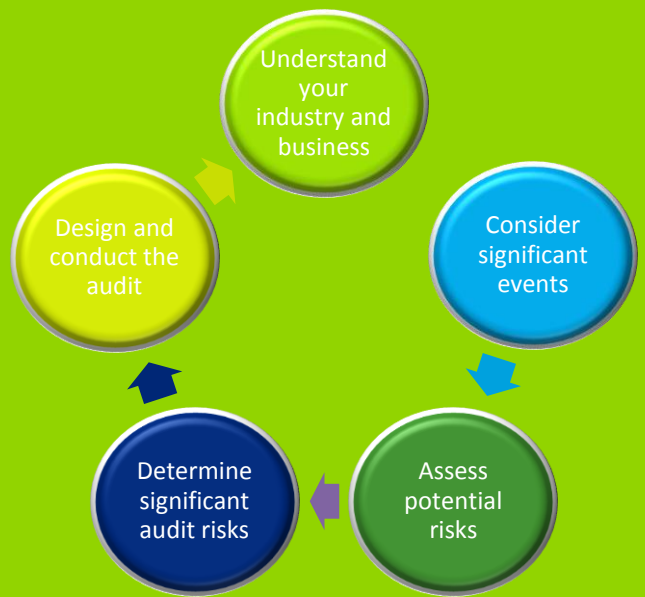 Understand
your
industry and
business
Consider
significant
events
Assess
potential
risks
Determine
significant
audit risks
Design and
conduct the
audit